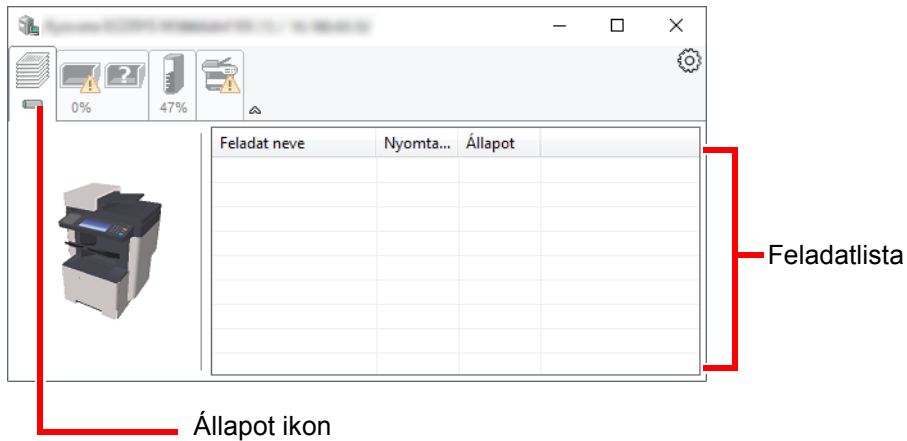 0%
47%
Feladat neve Nyomta... Állapot
Feladatlista
Állapot ikon